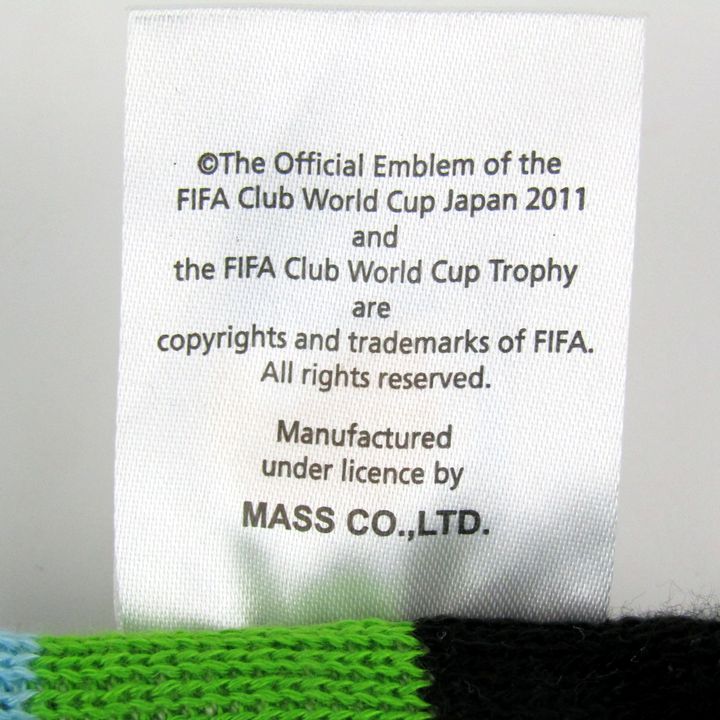 ©The Official Emblem of the
FIFA Club World Cup Japan 2011
and
the FIFA Club World Cup Trophy
are
copyrights and trademarks of FIFA.
All rights reserved.
Manufactured
under licence by
MASS CO.,LTD.